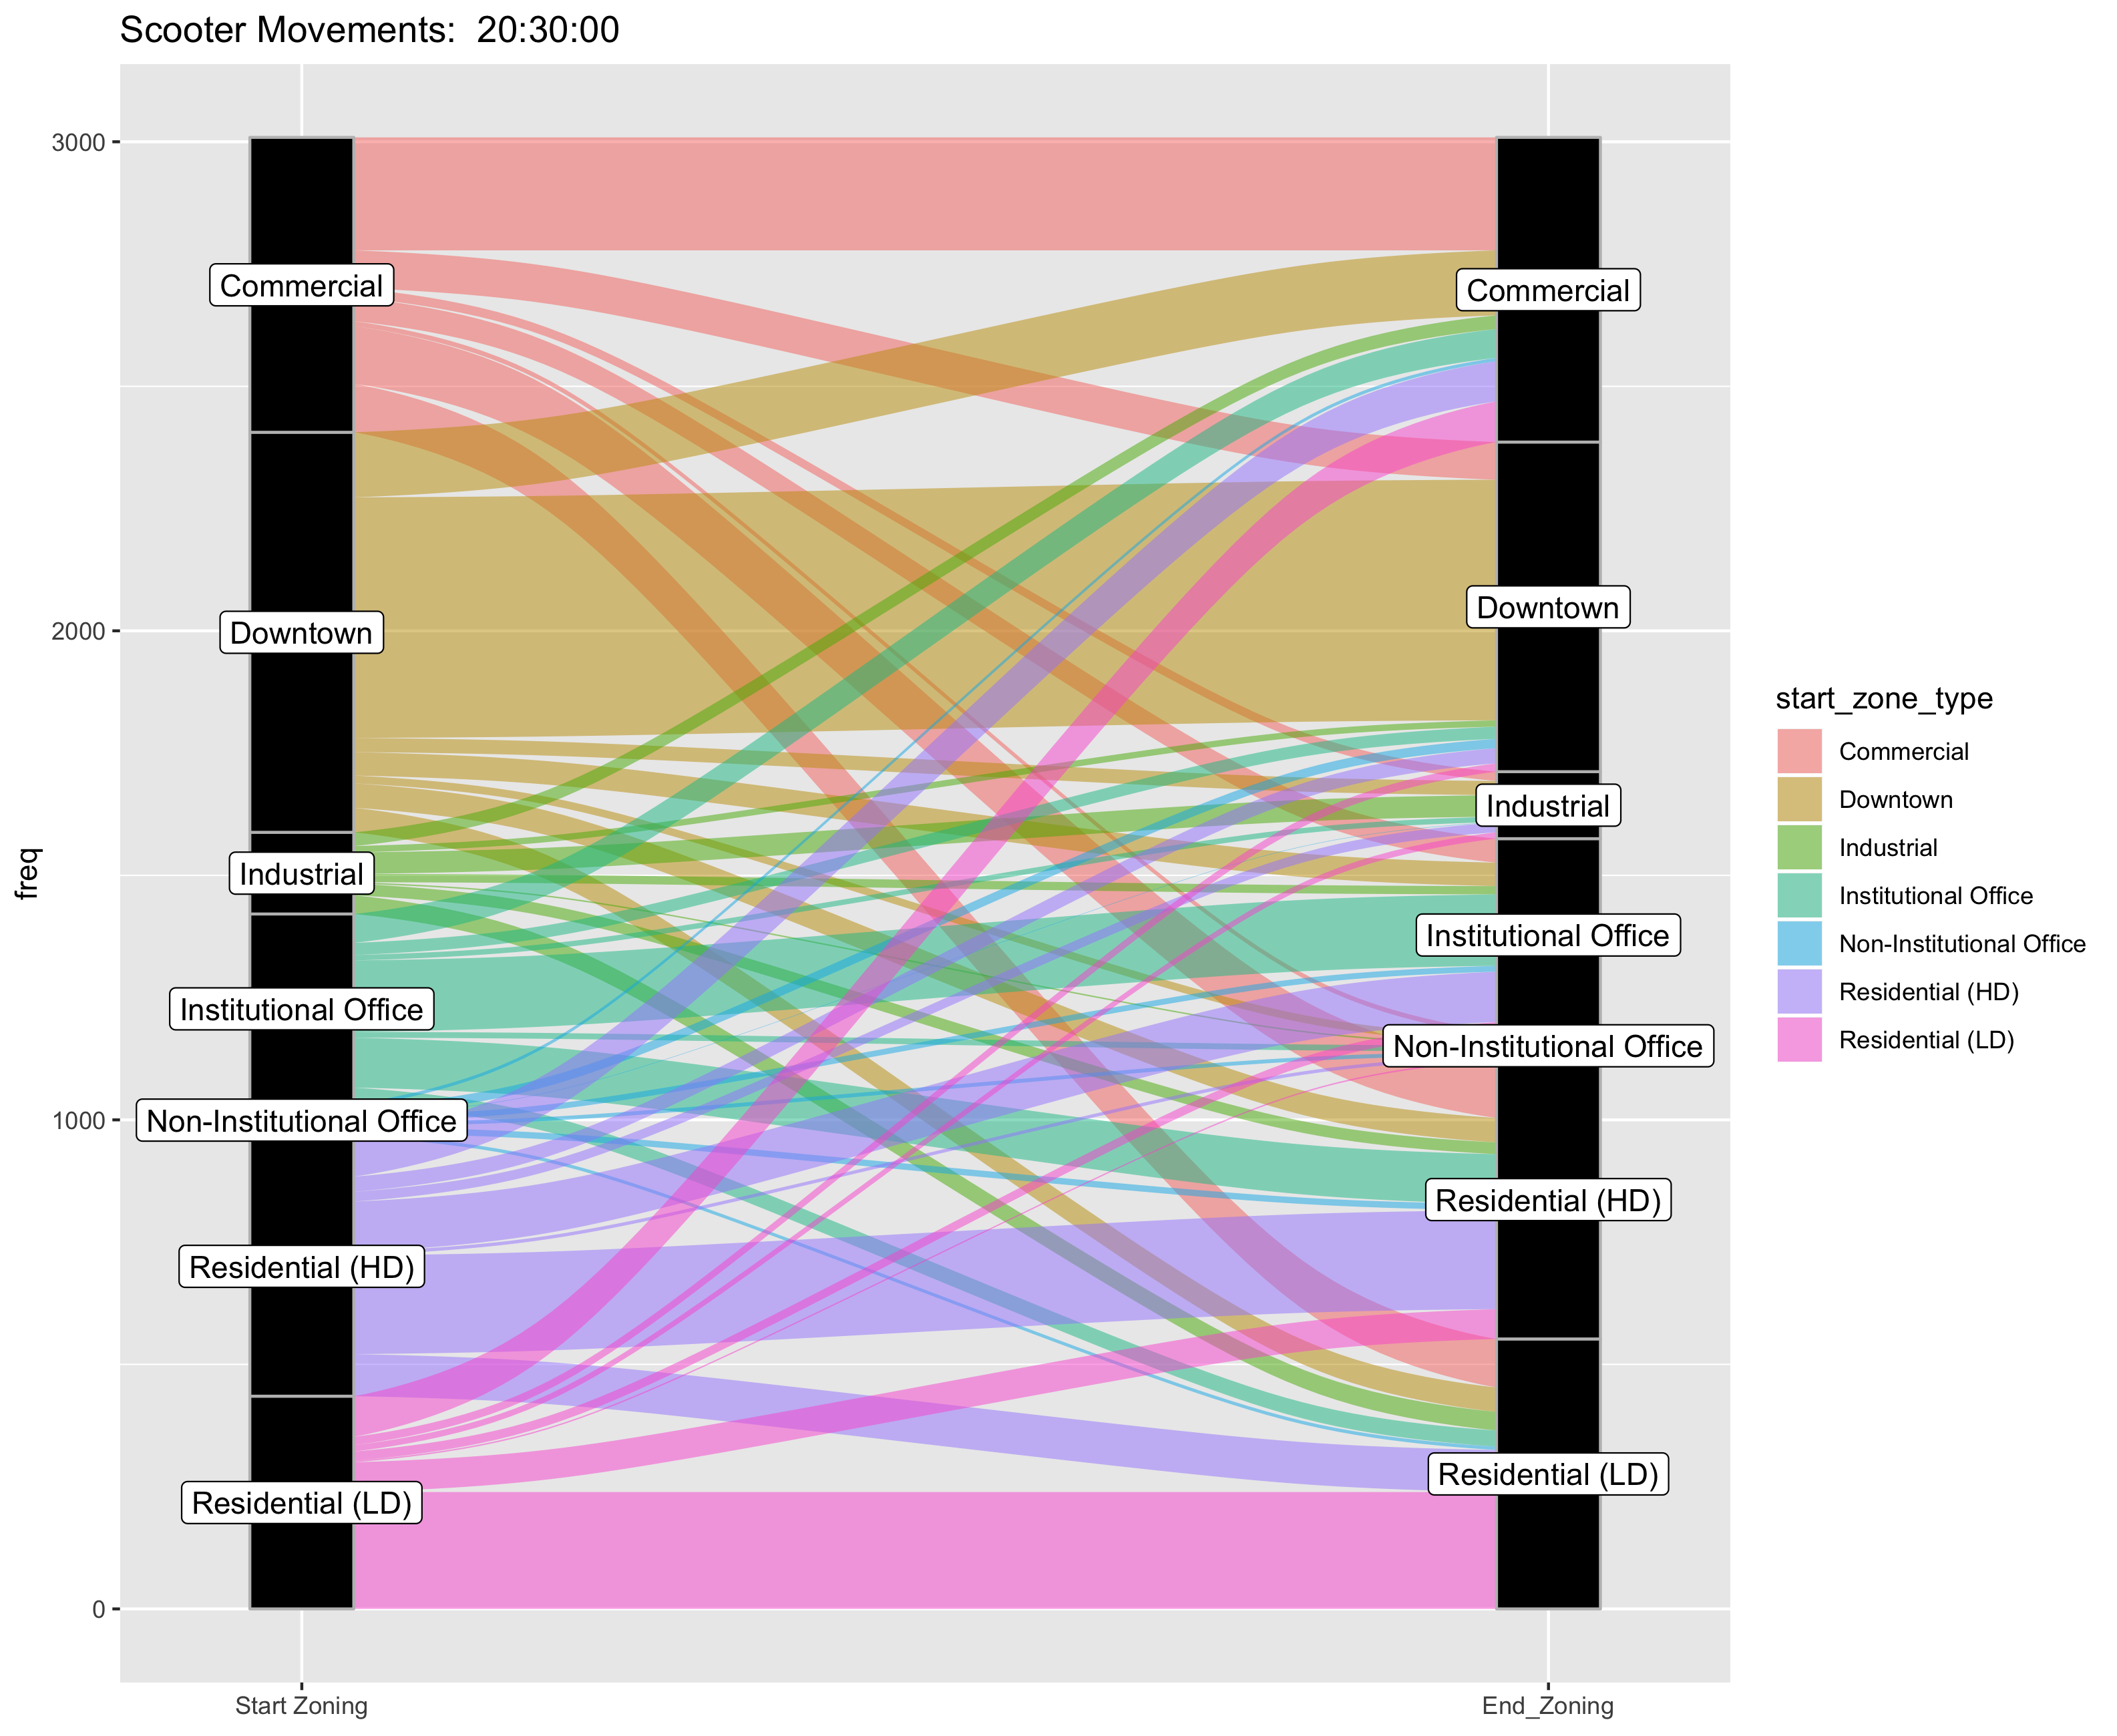 Scooter Movements:  20:30:00
freq
3000
2000
1000
0
Commercial
Downtown
Industrial
Institutional Office
Non-Institutional Office
Residential (HD)
Residential (LD)
Commercial
Downtown
Industrial
Institutional Office
Non-Institutional Office
Residential (HD)
Residential (LD)
Start Zoning
End_Zoning
start_zone_type
Commercial
Downtown
Industrial
Institutional Office
Non-Institutional Office
Residential (HD)
Residential (LD)